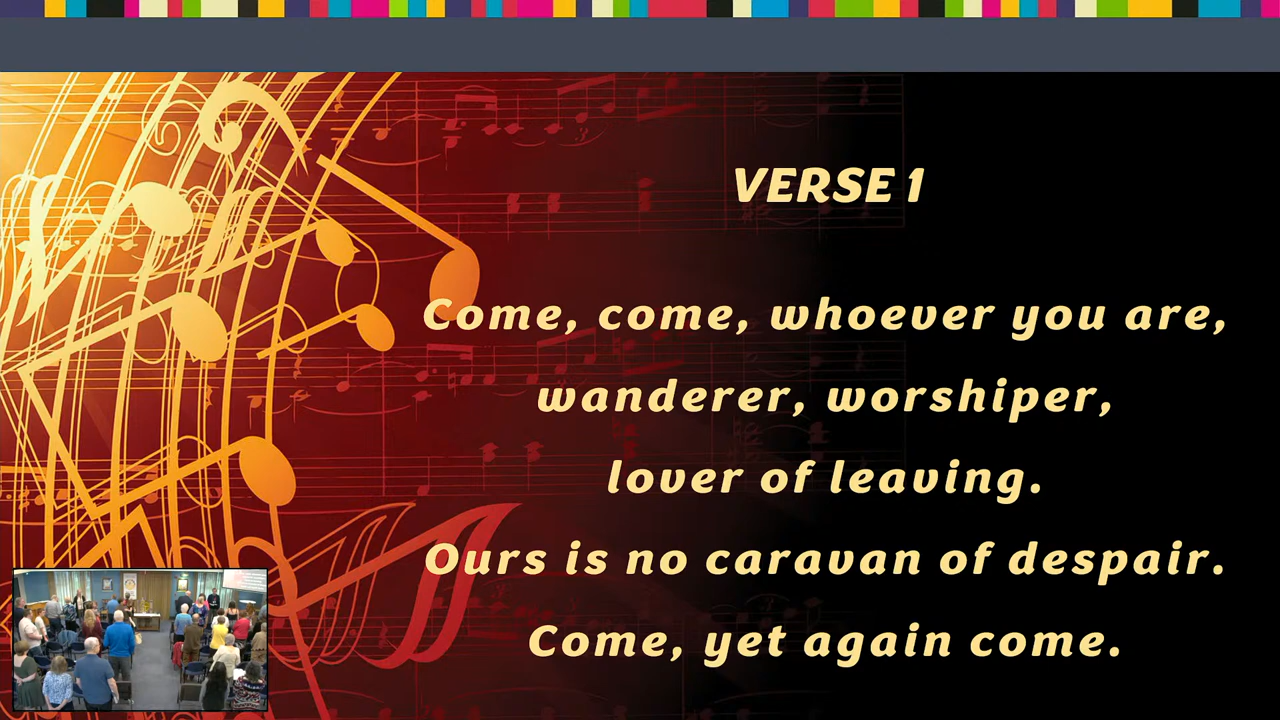 VERSE 1
Come, come, whoever you are,
wanderer, worshiper,
lover of leaving.
Ours is no caravan of despair.
Come, yet again come.